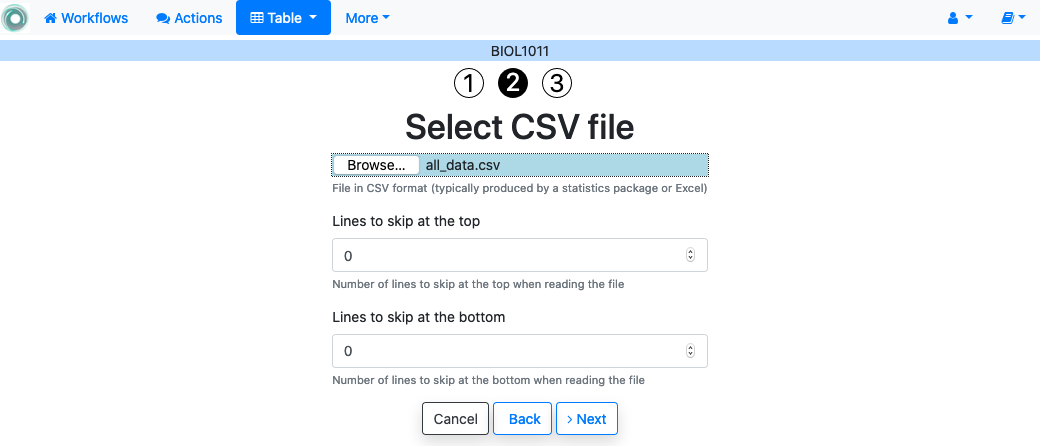 Workflows Actions Table More
BIOL1011
1 2 3
Select CSV file
Browse... all_data.csv
File in CSV format (typically produced by a statistics package or Excel)
Lines to skip at the top
0
Number of lines to skip at the top when reading the file
Lines to skip at the bottom
0
Number of lines to skip at the bottom when reading the file
Cancel Back Next